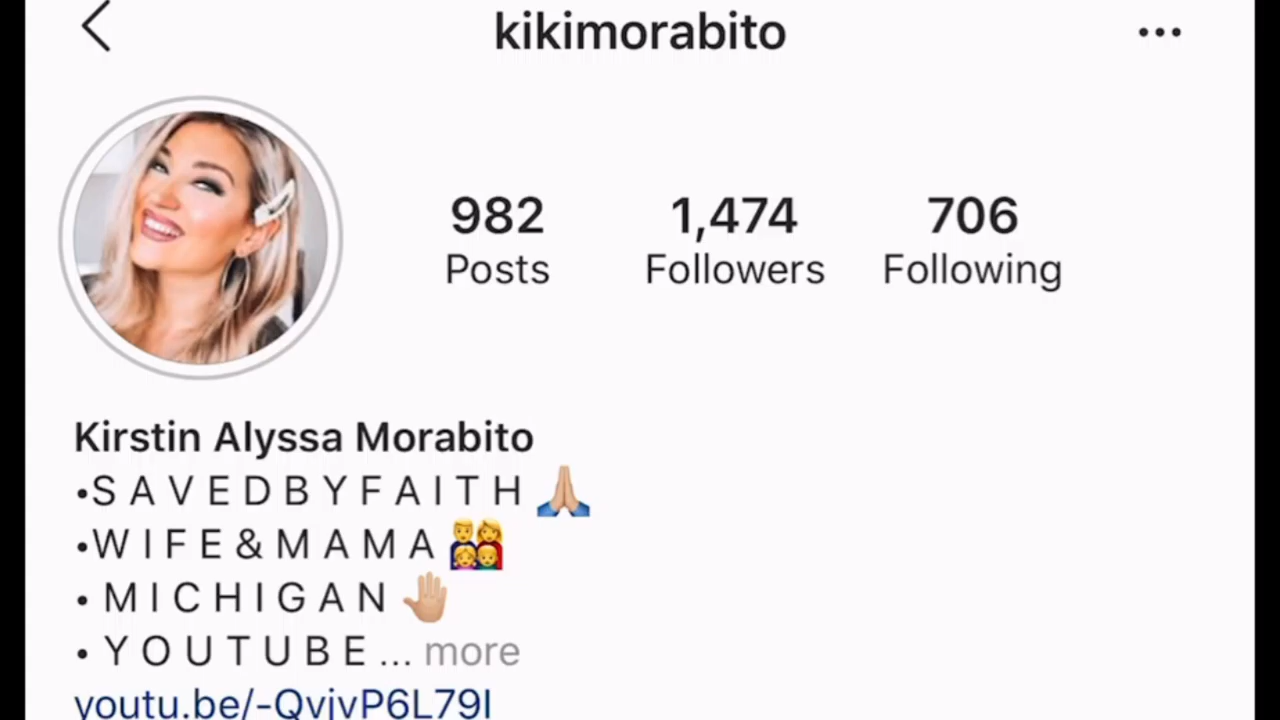 kikimorabito
982 1,474 706
Posts Followers Following
Kirstin Alyssa Morabito
•S A V E D B Y F A I T H 🙏🏼
•W I F E & M A M A 👨‍👩‍👧‍👦
• M I C H I G A N 🤚🏼
• Y O U T U B E ... more
youtu.be/-QvjvP6L79I